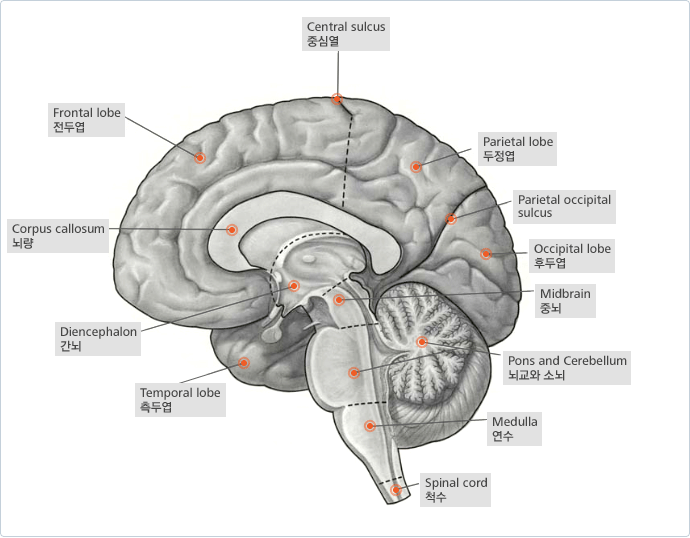 Central sulcus
중심열
Frontal lobe
전두엽
Parietal lobe
두정엽
Parietal occipital
sulcus
Corpus callosum
뇌량
Occipital lobe
후두엽
Midbrain
중뇌
Diencephalon
간뇌
Pons and Cerebellum
뇌교와 소뇌
Temporal lobe
측두엽
Medulla
연수
Spinal cord
척수